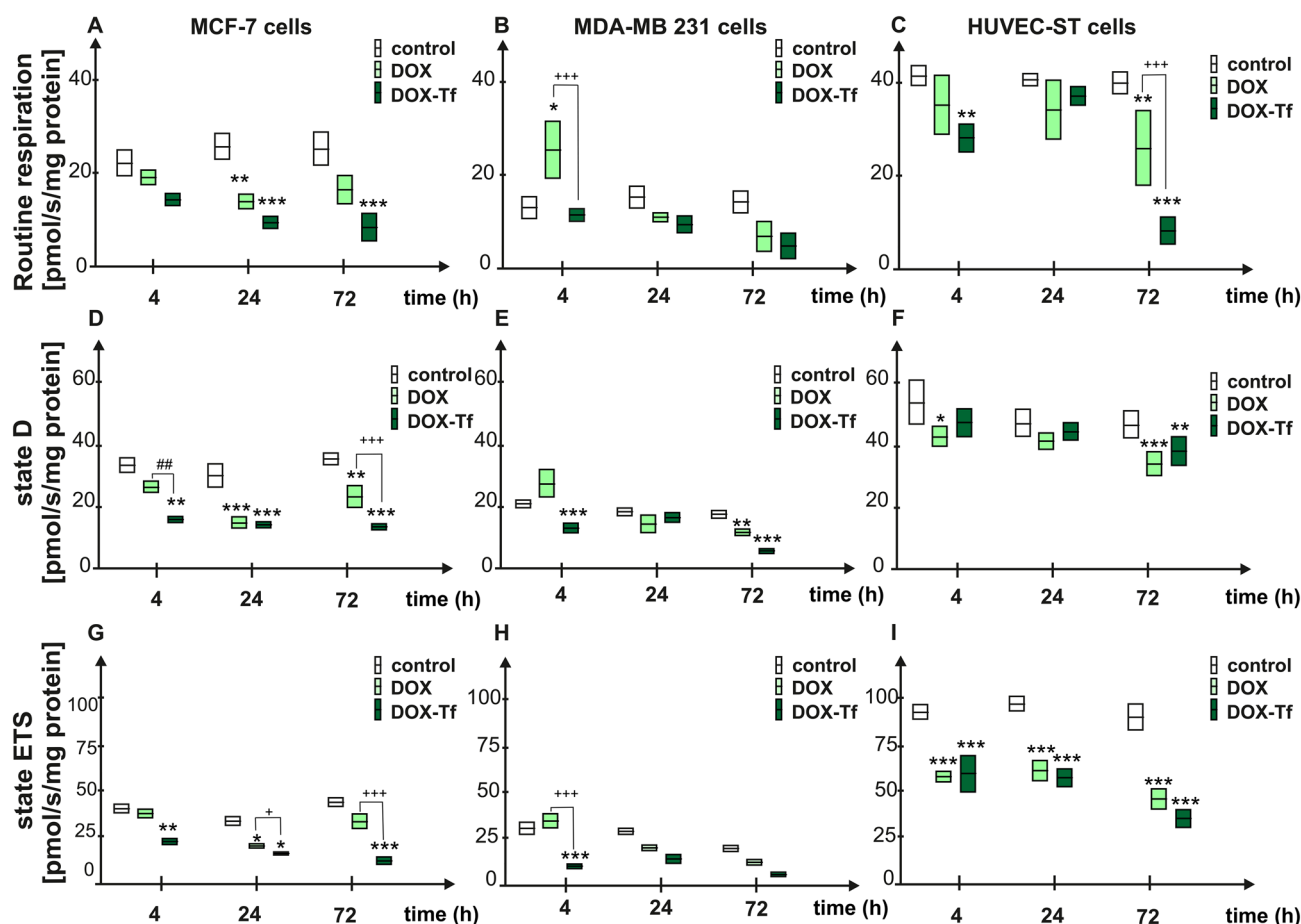 A MCF-7 cells
B MDA-MB 231 cells
C HUVEC-ST cells
Routine respiration
[pmol/s/mg protein]
control
DOX
DOX-Tf
40
20
0
** *** ***
4 24 72 time (h)
control
DOX
DOX-Tf
40
20
0
* +++
4 24 72 time (h)
control
DOX
DOX-Tf
40
20
0
** ** +++ ***
4 24 72 time (h)
D
state D
[pmol/s/mg protein]
control
DOX
DOX-Tf
60
40
20
0
## ** *** *** ** +++ ***
4 24 72 time (h)
E
control
DOX
DOX-Tf
60
40
20
0
*** ** ***
4 24 72 time (h)
F
control
DOX
DOX-Tf
60
40
20
0
* *** **
4 24 72 time (h)
G
state ETS
[pmol/s/mg protein]
control
DOX
DOX-Tf
100
75
50
25
0
** * + * +++ ***
4 24 72 time (h)
H
control
DOX
DOX-Tf
100
75
50
25
0
+++ ***
4 24 72 time (h)
I
control
DOX
DOX-Tf
100
75
50
25
0
*** *** *** *** *** ***
4 24 72 time (h)